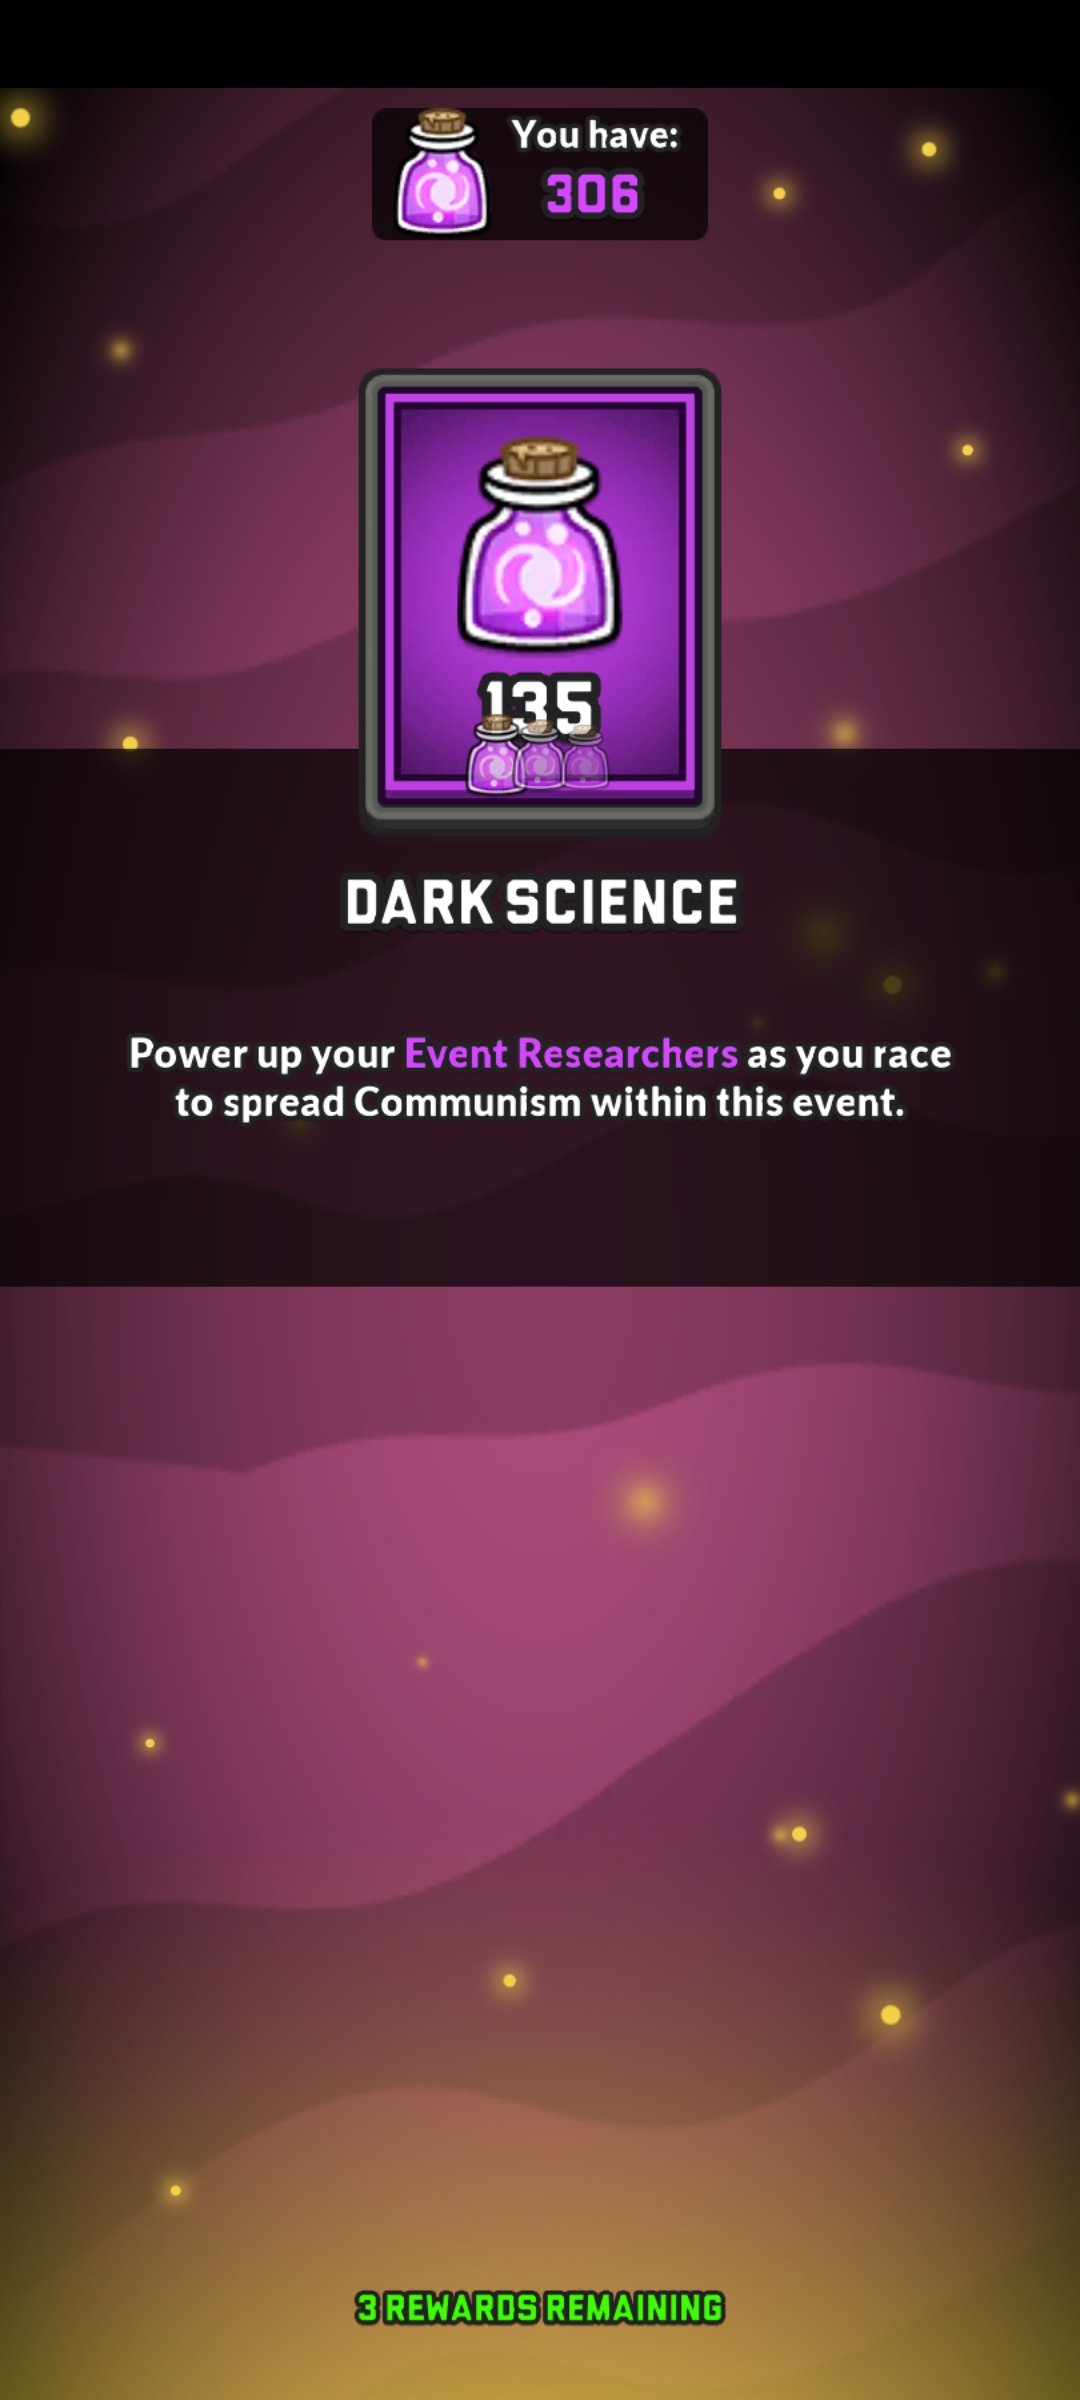 You have:
306
135
DARK SCIENCE
Power up your Event Researchers as you race
to spread Communism within this event.
3 REWARDS REMAINING